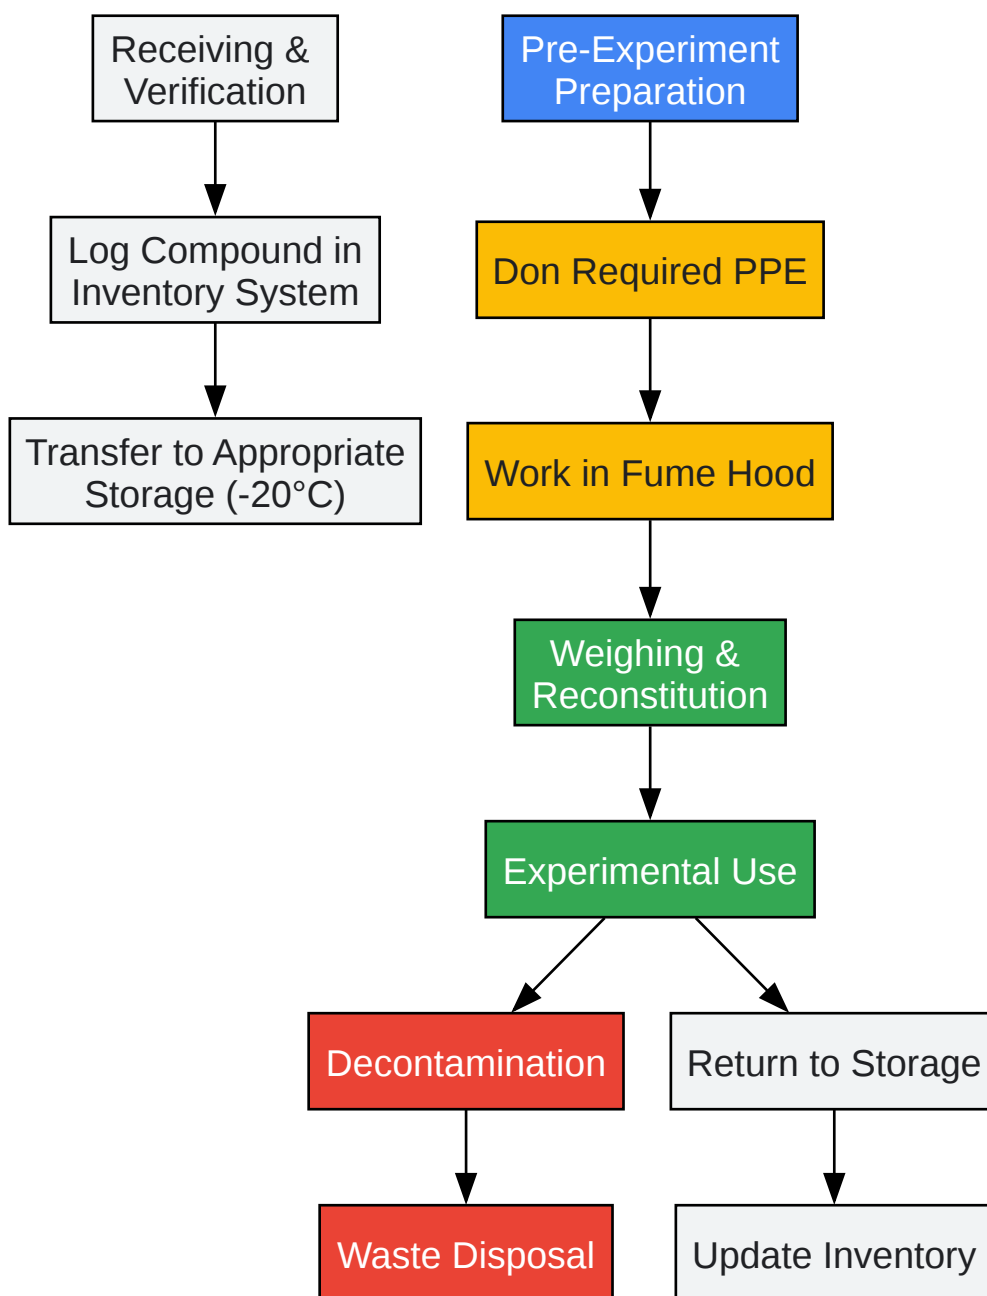 Receiving &
Verification
Log Compound in
Inventory System
Transfer to Appropriate
Storage (-20°C)
Pre-Experiment
Preparation
Don Required PPE
Work in Fume Hood
Weighing &
Reconstitution
Experimental Use
Decontamination
Return to Storage
Waste Disposal
Update Inventory